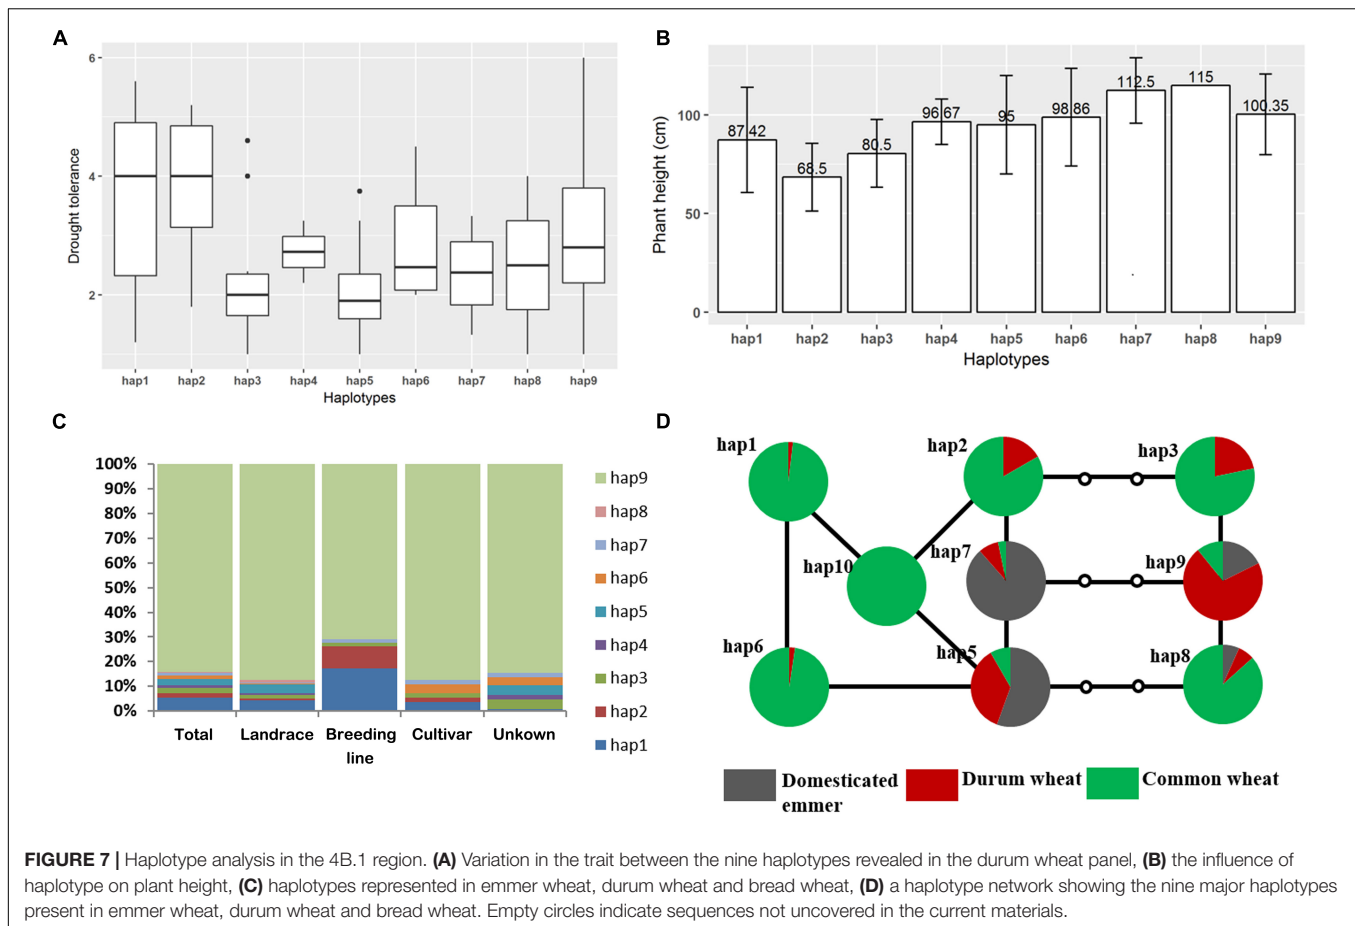 A
6
4
2
Drought tolerance
hap1 hap2 hap3 hap4 hap5 hap6 hap7 hap8 hap9
Haplotypes
B
100
50
0
Phant height (cm)
87.42 68.5 80.5 96.67 95 98.86 112.5 115 100.35
hap1 hap2 hap3 hap4 hap5 hap6 hap7 hap8 hap9
Haplotypes
C
100%
90%
80%
70%
60%
50%
40%
30%
20%
10%
0%
Total Landrace Breeding line Cultivar Unkown
hap9
hap8
hap7
hap6
hap5
hap4
hap3
hap2
hap1
D
hap1
hap2
hap3
hap10
hap7
hap9
hap6
hap5
hap8
Domesticated emmer
Durum wheat
Common wheat
FIGURE 7 | Haplotype analysis in the 4B.1 region. (A) Variation in the trait between the nine haplotypes revealed in the durum wheat panel, (B) the influence of
haplotype on plant height, (C) haplotypes represented in emmer wheat, durum wheat and bread wheat, (D) a haplotype network showing the nine major haplotypes
present in emmer wheat, durum wheat and bread wheat. Empty circles indicate sequences not uncovered in the current materials.